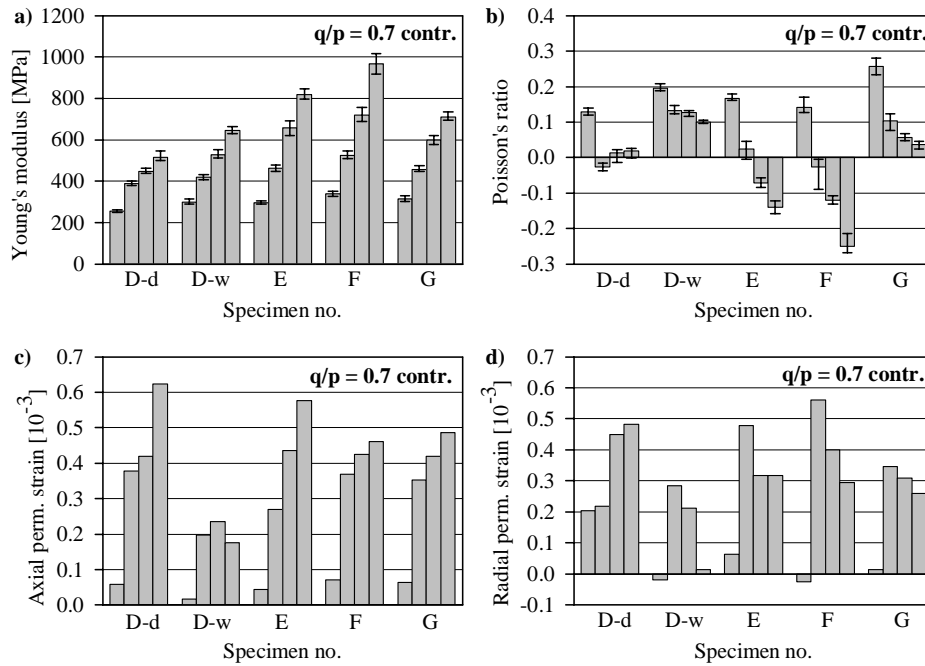 a)
q/p = 0.7 contr.
Young's modulus [MPa]
1200
1000
800
600
400
200
0
D-d D-w E F G
Specimen no.
b)
q/p = 0.7 contr.
Poisson's ratio
0.4
0.3
0.2
0.1
0.0
-0.1
-0.2
-0.3
D-d D-w E F G
Specimen no.
c)
q/p = 0.7 contr.
Axial perm. strain [10-3]
0.7
0.6
0.5
0.4
0.3
0.2
0.1
0.0
D-d D-w E F G
Specimen no.
d)
q/p = 0.7 contr.
Radial perm. strain [10-3]
0.7
0.6
0.5
0.4
0.3
0.2
0.1
0.0
-0.1
D-d D-w E F G
Specimen no.